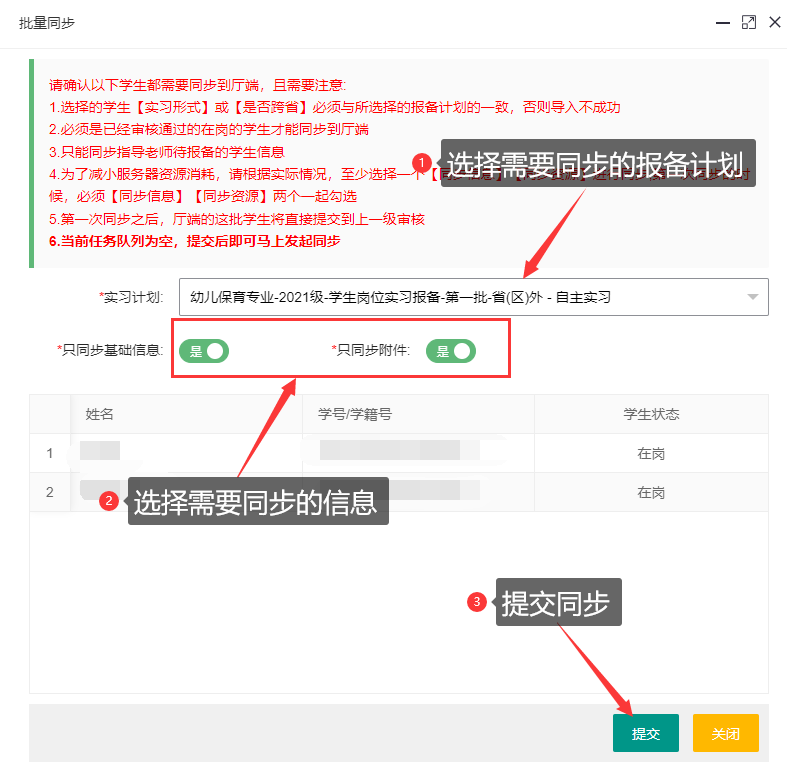 批量同步
请确认以下学生都需要同步到厅端，且需要注意:
1.选择的学生【实习形式】或【是否跨省】必须与所选择的报备计划的一致，否则导入不成功
2.必须是已经审核通过的在岗的学生才能同步到厅端
3.只能同步指导老师待报备的学生信息
1 选择需要同步的报备计划
4.为了减小服务器资源消耗，请根据实际情况，至少选择一个
候，必须【同步信息】【同步资源】两个一起勾选
5.第一次同步之后，厅端的这批学生将直接提交到上一级审核
6.当前任务队列为空，提交后即可马上发起同步
*实习计划: 幼儿保育专业-2021级-学生岗位实习报备-第一批-省(区)外 - 自主实习
*只同步基础信息: 是 *只同步附件: 是
姓名 学号/学籍号 学生状态
1 在岗
2 在岗
2 选择需要同步的信息
3 提交同步
提交 关闭